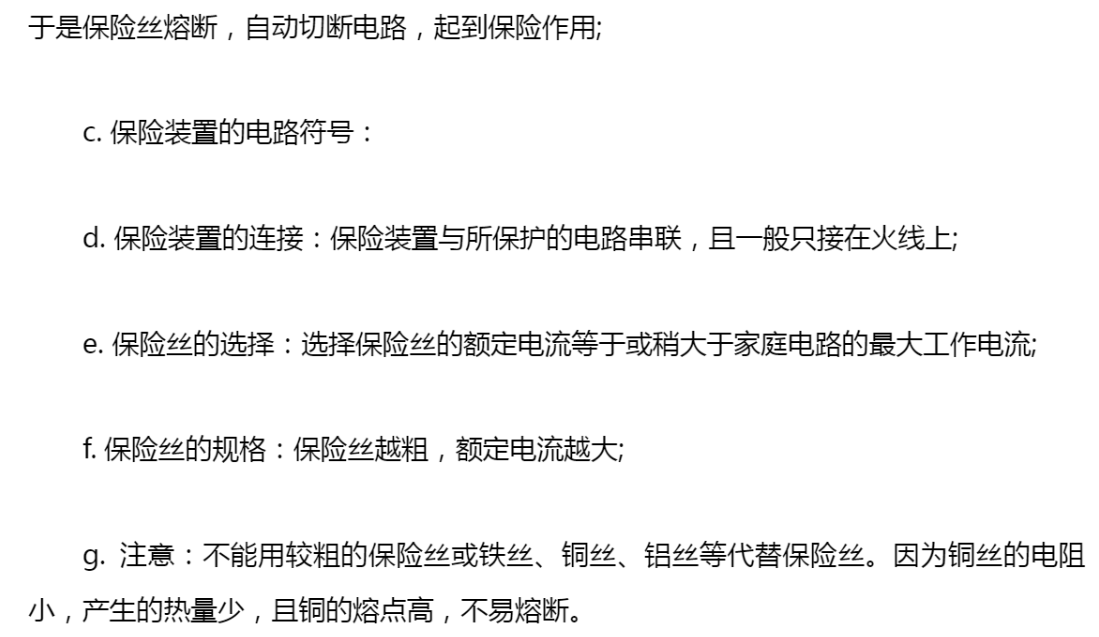 于是保险丝熔断，自动切断电路，起到保险作用;
c. 保险装置的电路符号：
d. 保险装置的连接：保险装置与所保护的电路串联，且一般只接在火线上;
e. 保险丝的选择：选择保险丝的额定电流等于或稍大于家庭电路的最大工作电流;
f. 保险丝的规格：保险丝越粗，额定电流越大;
g. 注意：不能用较粗的保险丝或铁丝、铜丝、铝丝等代替保险丝。因为铜丝的电阻
小，产生的热量少，且铜的熔点高，不易熔断。